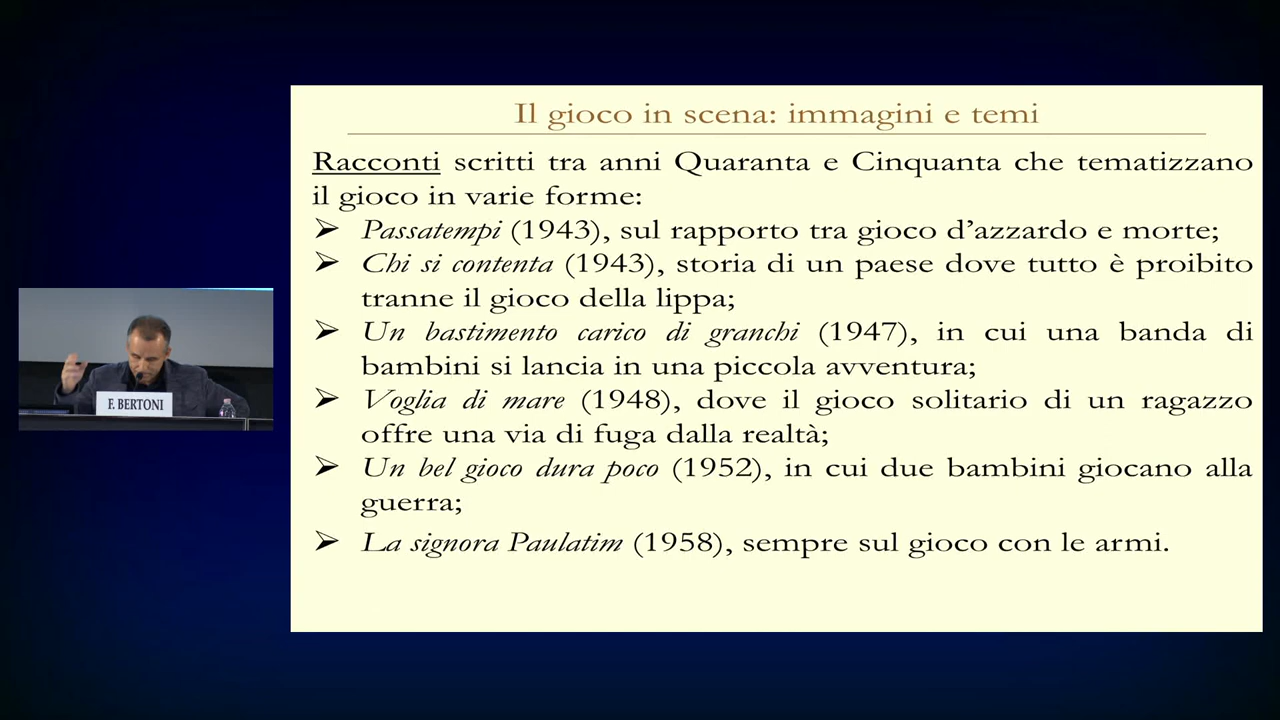 Il gioco in scena: immagini e temi
Racconti scritti tra anni Quaranta e Cinquanta che tematizzano
il gioco in varie forme:
➢ Passatempi (1943), sul rapporto tra gioco d’azzardo e morte;
➢ Chi si contenta (1943), storia di un paese dove tutto è proibito
tranne il gioco della lippa;
➢ Un bastimento carico di granchi (1947), in cui una banda di
bambini si lancia in una piccola avventura;
➢ Voglia di mare (1948), dove il gioco solitario di un ragazzo
offre una via di fuga dalla realtà;
➢ Un bel gioco dura poco (1952), in cui due bambini giocano alla
guerra;
➢ La signora Paulatim (1958), sempre sul gioco con le armi.
F. BERTONI